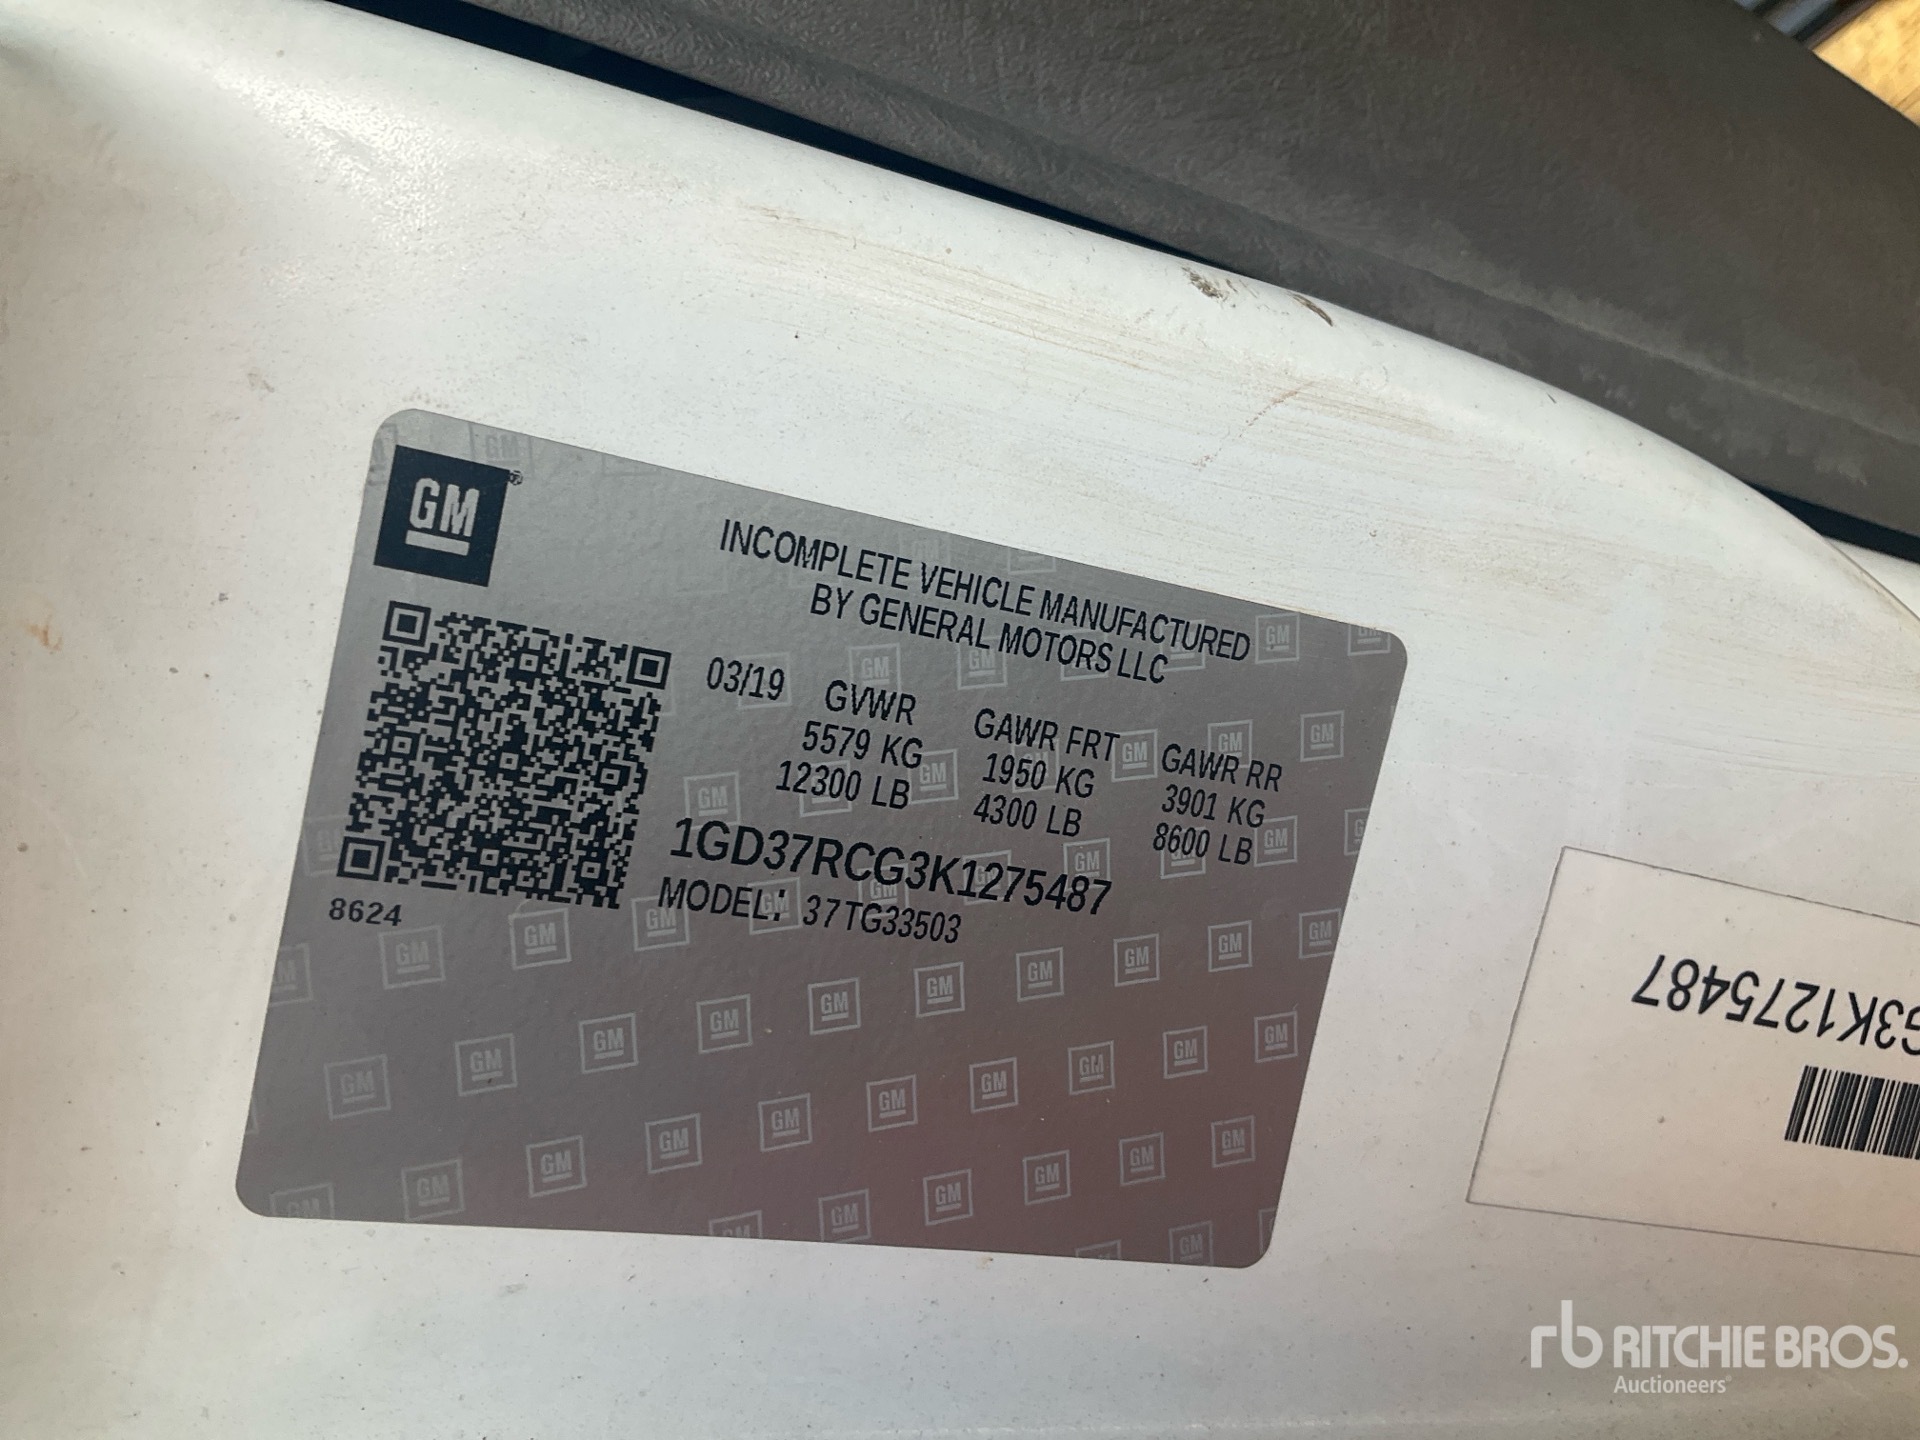 GM
INCOMPLETE VEHICLE MANUFACTURED
BY GENERAL MOTORS LLC
03/19 GVWR GAWR FRT GAWR RR
5579 KG 1950 KG 3901 KG
12300 LB 4300 LB 8600 LB
1GD37RCG3K1275487
MODEL: 37TG33503
8624
G3K1275487
rb RITCHIE BROS.
Auctioneers